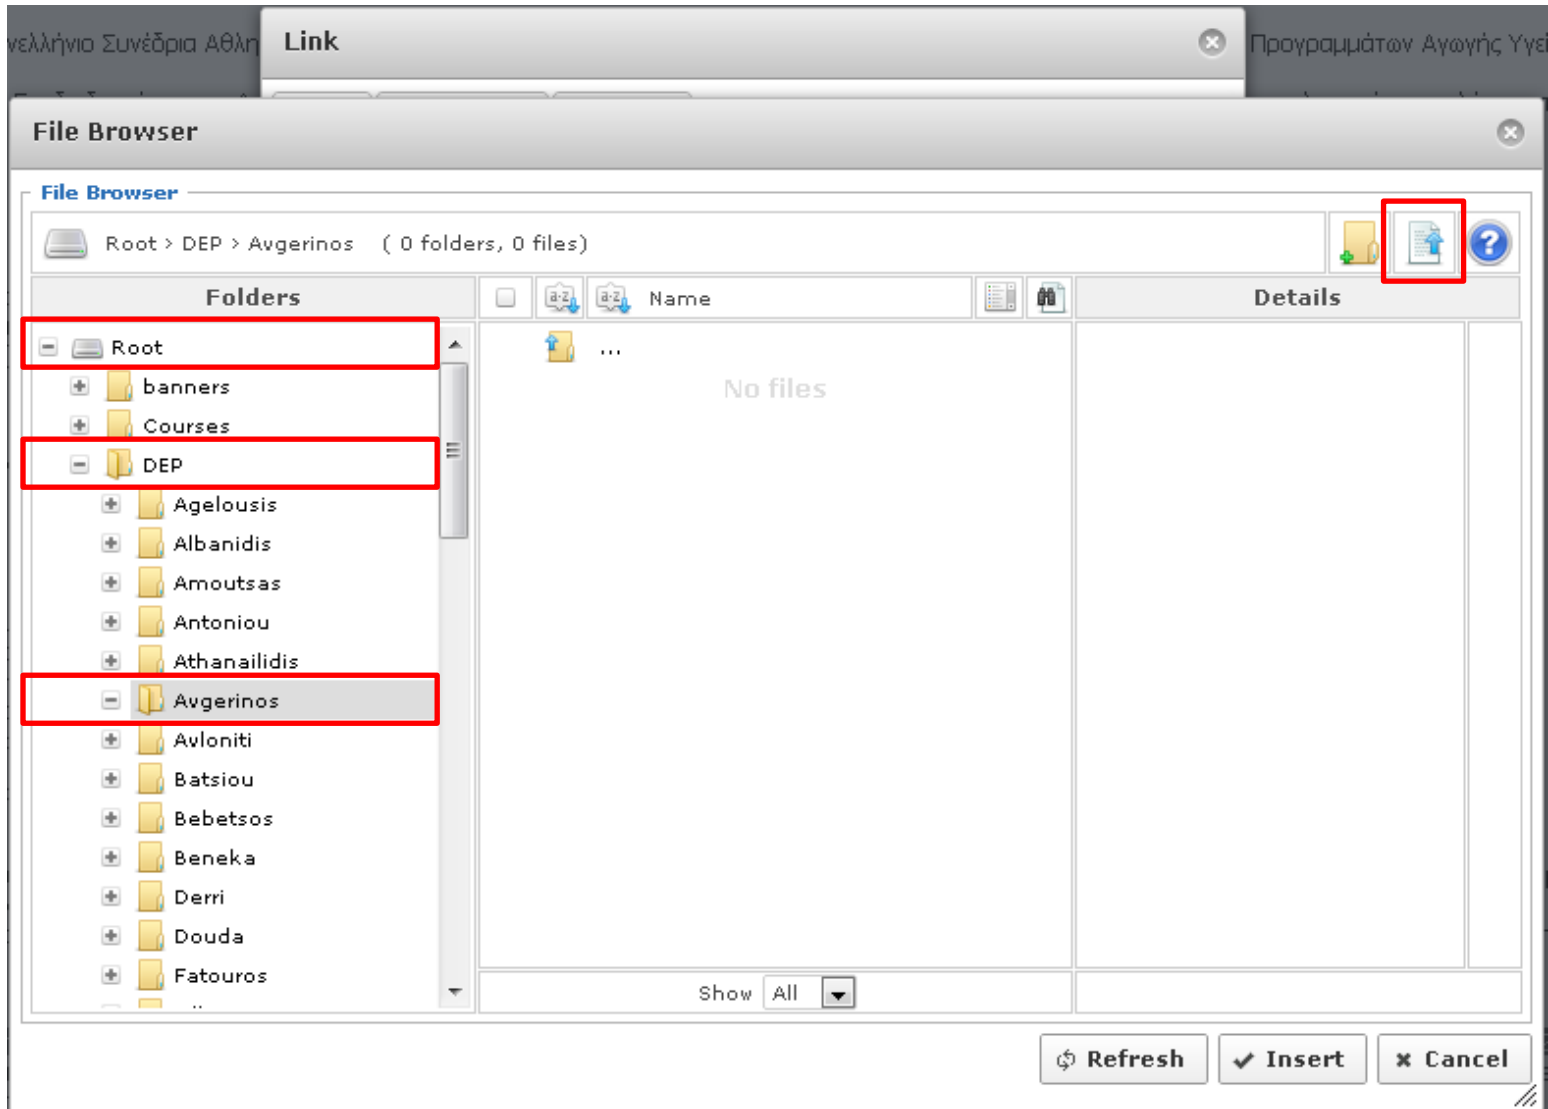 νελλήνιο Συνέδρια Αθλη
Link
Προγραμμάτων Αγωγής Υγεί
File Browser
File Browser
Root > DEP > Avgerinos ( 0 folders, 0 files)
Folders
a-z a-z Name
Details
Root
...
banners
No files
Courses
DEP
Agelousis
Albanidis
Amoutsas
Antoniou
Athanailidis
Avgerinos
Avloniti
Batsiou
Bebetsos
Beneka
Derri
Douda
Fatouros
Show All
Refresh Insert Cancel